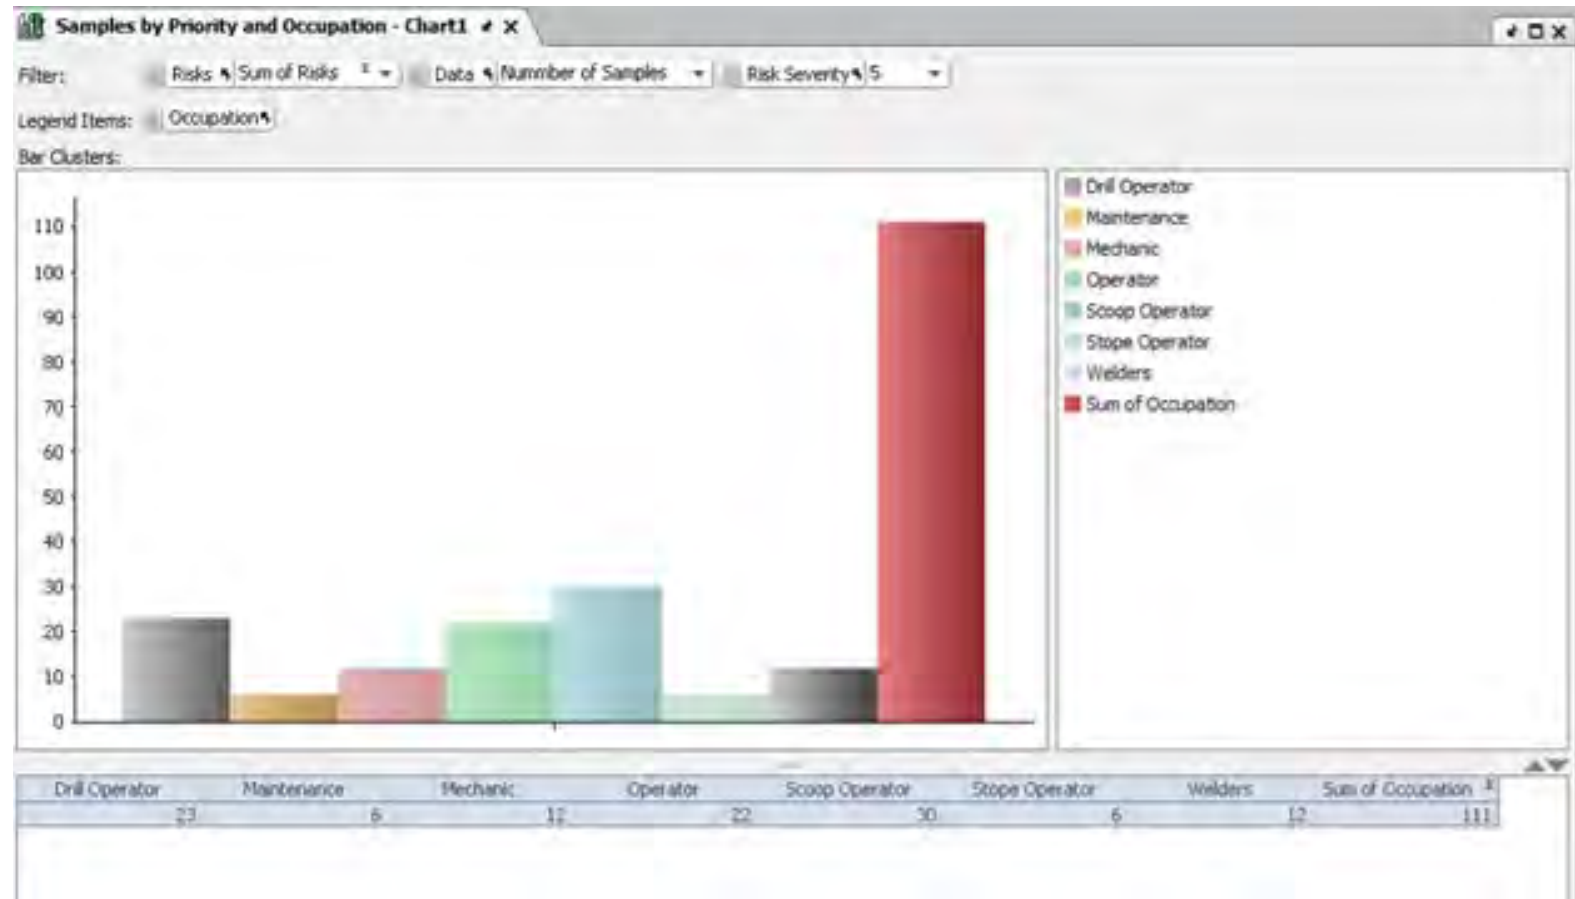 Samples by Priority and Occupation - Chart1
Filter: Risks Sum of Risks Data Nummber of Samples Risk Severity 5
Legend Items: Occupation
Bar Clusters:
110
100
90
80
70
60
50
40
30
20
10
0
Drill Operator
Maintenance
Mechanic
Operator
Scoop Operator
Stope Operator
Welders
Sum of Occupation
Drill Operator Maintenance Mechanic Operator Scoop Operator Stope Operator Welders Sum of Occupation
23 6 12 22 30 6 12 111